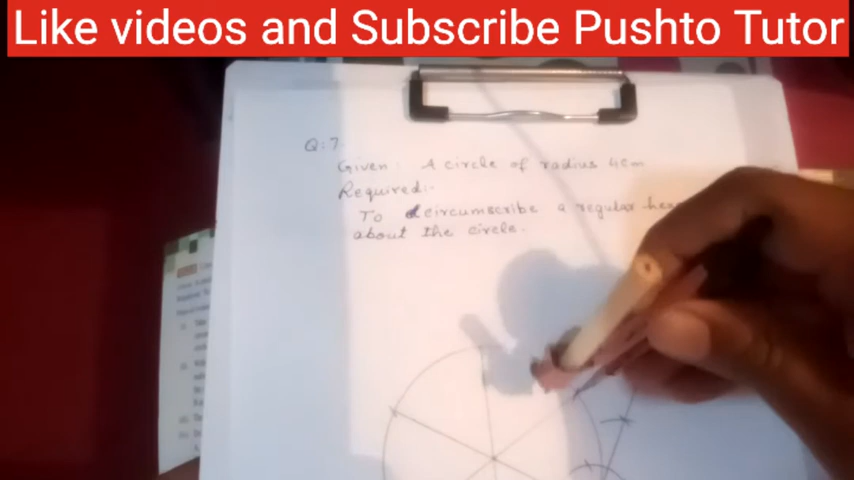 Like videos and Subscribe Pushto Tutor
Q:7.
Given: A circle of radius 4cm
Required:-
To circumscribe a regular
about the circle.